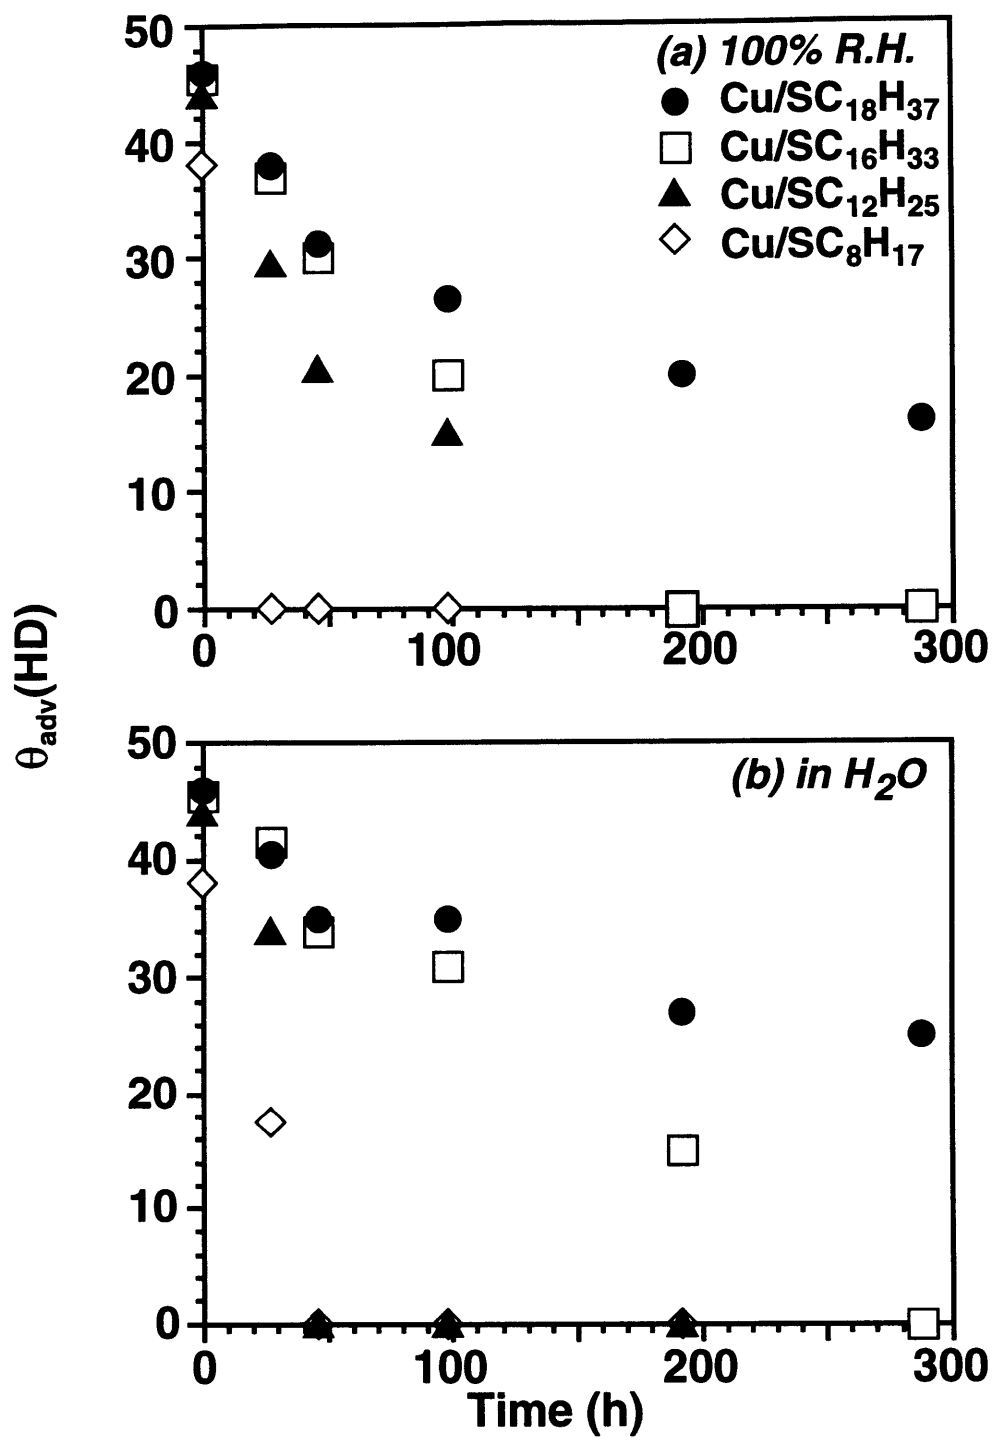 50
40
30
20
10
0
0 100 200 300
(a) 100% R.H.
Cu/SC₁₈H₃₇
Cu/SC₁₆H₃₃
Cu/SC₁₂H₂₅
Cu/SC₈H₁₇
θadv(HD)
50
40
30
20
10
0
0 100 200 300
(b) in H₂O
Time (h)